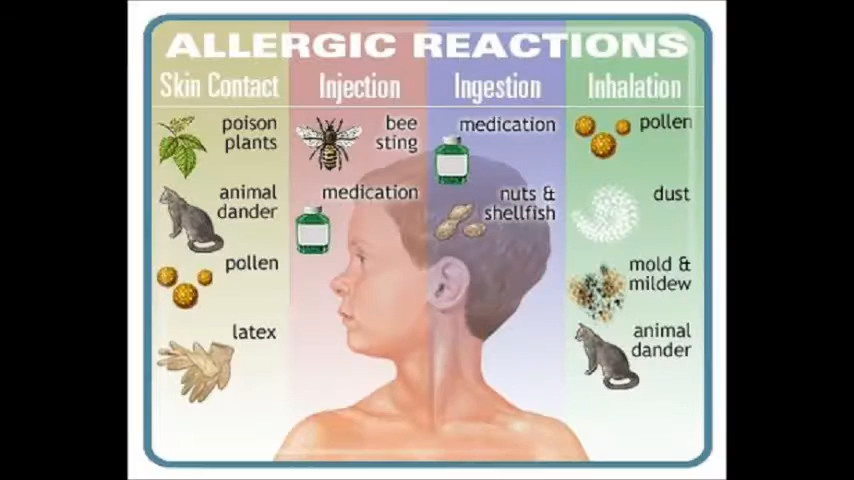 ALLERGIC REACTIONS
Skin Contact
poison
plants
animal
dander
pollen
latex
Injection
bee
sting
medication
Ingestion
medication
nuts &
shellfish
Inhalation
pollen
dust
mold &
mildew
animal
dander